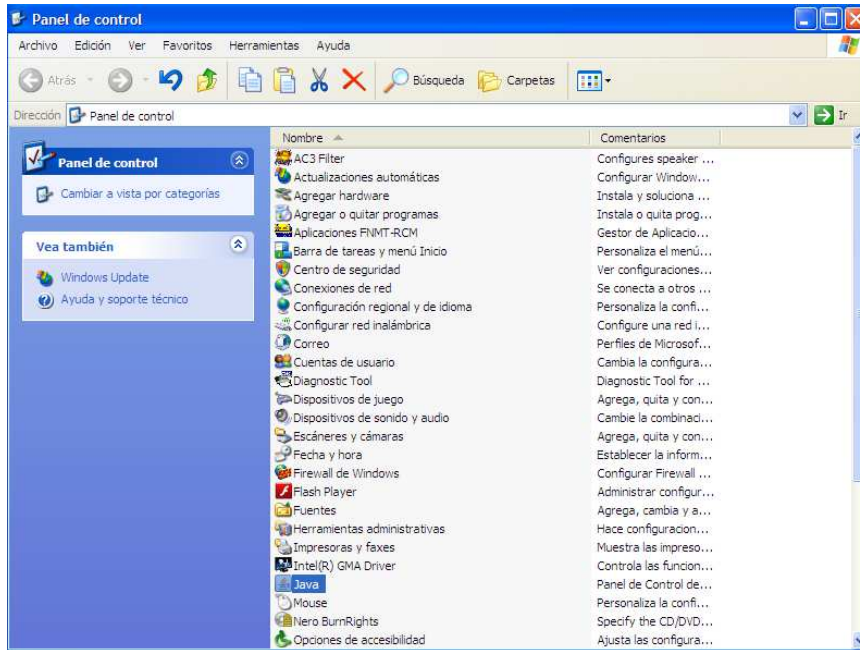 Panel de control
Archivo Edición Ver Favoritos Herramientas Ayuda
Atrás Búsqueda Carpetas
Dirección Panel de control Ir
Panel de control
Cambiar a vista por categorías
Vea también
Windows Update
Ayuda y soporte técnico
Nombre Comentarios
AC3 Filter Configures speaker ...
Actualizaciones automáticas Configurar Window...
Agregar hardware Instala y soluciona ...
Agregar o quitar programas Instala o quita prog...
Aplicaciones FNMT-RCM Gestor de Aplicacio...
Barra de tareas y menú Inicio Personaliza el menú...
Centro de seguridad Ver configuraciones...
Conexiones de red Se conecta a otros ...
Configuración regional y de idioma Personaliza la confi...
Configurar red inalámbrica Configure una red i...
Correo Perfiles de Microsof...
Cuentas de usuario Cambia la configura...
Diagnostic Tool Diagnostic Tool for ...
Dispositivos de juego Agrega, quita y con...
Dispositivos de sonido y audio Cambie la combinaci...
Escáneres y cámaras Agrega, quita y con...
Fecha y hora Establecer la inform...
Firewall de Windows Configurar Firewall ...
Flash Player Administrar configur...
Fuentes Agrega, cambia y a...
Herramientas administrativas Hace configuracion...
Impresoras y faxes Muestra las impreso...
Intel(R) GMA Driver Controla las funcion...
Java Panel de Control de...
Mouse Personaliza la confi...
Nero BurnRights Specify the CD/DVD...
Opciones de accesibilidad Ajusta las configura...